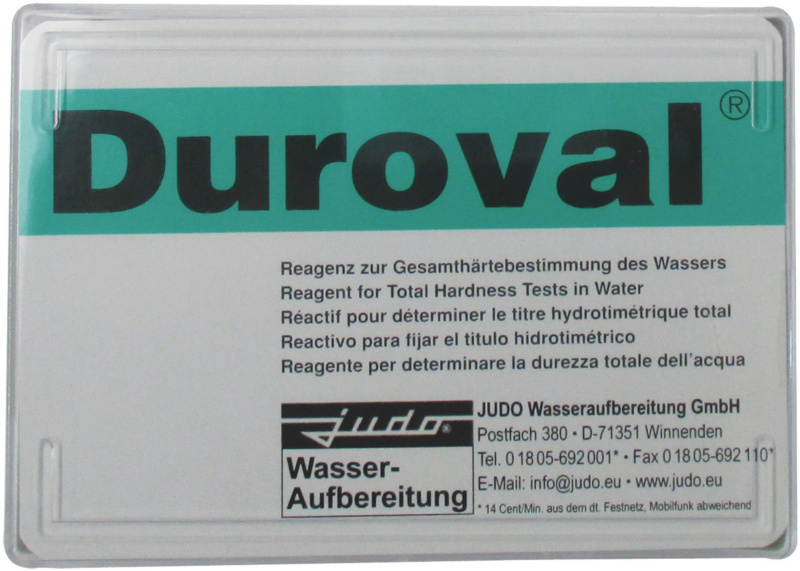 Duroval ®
Reagenz zur Gesamthärtebestimmung des Wassers
Reagent for Total Hardness Tests in Water
Réactif pour déterminer le titre hydrotimétrique total
Reactivo para fijar el titulo hidrotimétrico
Reagente per determinare la durezza totale dell'acqua
judo®
Wasser-
Aufbereitung
JUDO Wasseraufbereitung GmbH
Postfach 380 • D-71351 Winnenden
Tel. 0 18 05-692 001* • Fax 0 18 05-692 110*
E-Mail: info@judo.eu • www.judo.eu
* 14 Cent/Min. aus dem dt. Festnetz, Mobilfunk abweichend